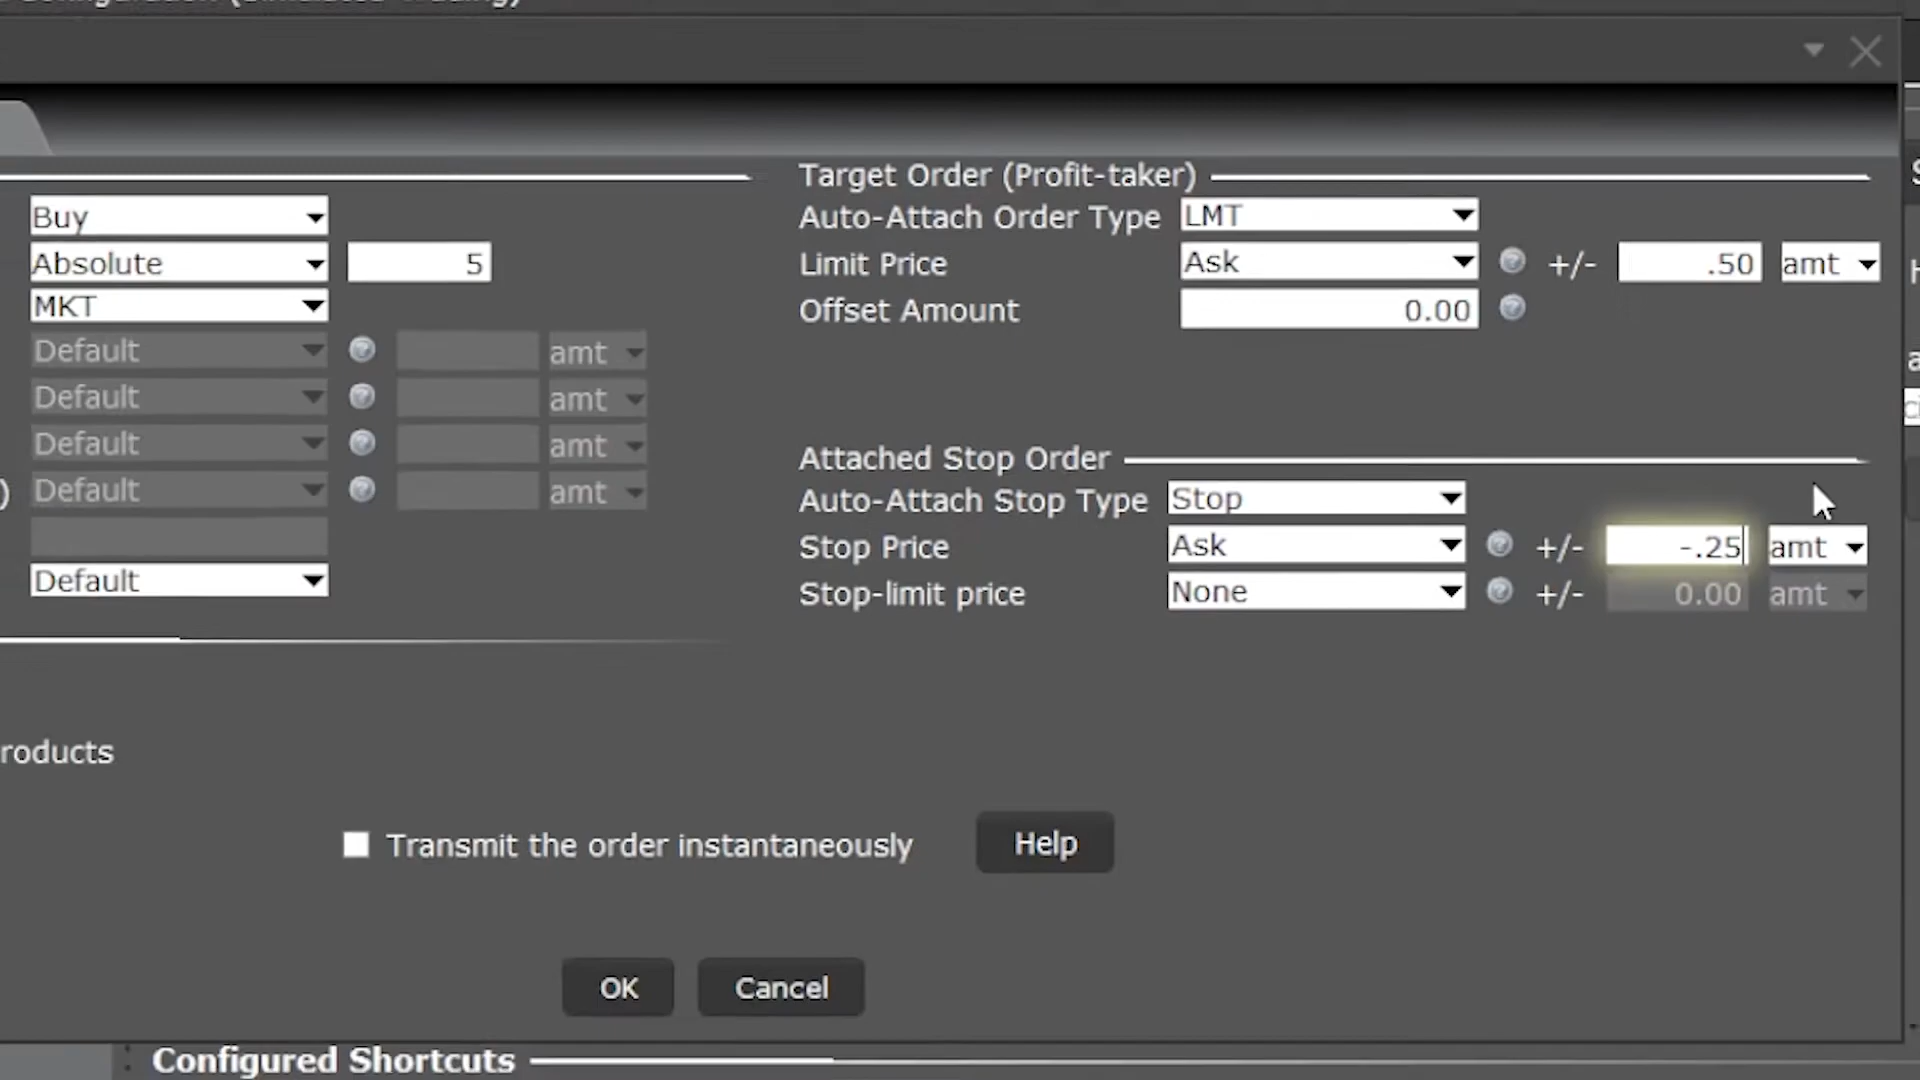 Configuration (Simulated Trading)
Buy
Absolute 5
MKT
Default amt
Default amt
Default amt
) Default amt
Default
Target Order (Profit-taker)
Auto-Attach Order Type LMT
Limit Price Ask +/- .50 amt
Offset Amount 0.00
Attached Stop Order
Auto-Attach Stop Type Stop
Stop Price Ask +/- -.25 amt
Stop-limit price None +/- 0.00 amt
roducts
Transmit the order instantaneously Help
OK Cancel
Configured Shortcuts